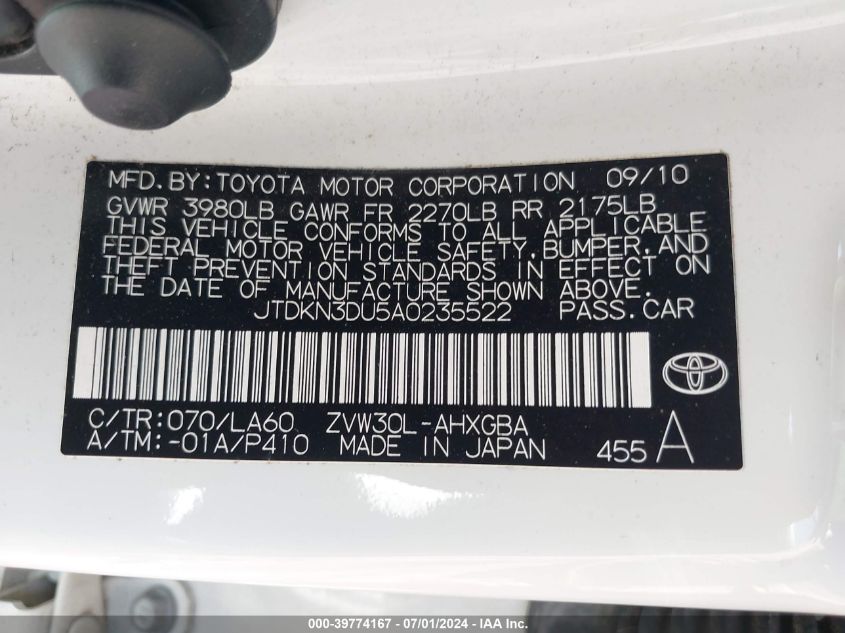 MFD.BY:TOYOTA MOTOR CORPORATION 09/10
GVWR 3980LB GAWR FR 2270LB RR 2175LB
THIS VEHICLE CONFORMS TO ALL APPLICABLE
FEDERAL MOTOR VEHICLE SAFETY,BUMPER,AND
THEFT PREVENTION STANDARDS IN EFFECT ON
THE DATE OF MANUFACTURE SHOWN ABOVE.
JTDKN3DU5A0235522 PASS.CAR
C/TR:070/LA60 ZVW30L-AHXGBA
A/TM:-01A/P410 MADE IN JAPAN 455 A
000-39774167 - 07/01/2024 - IAA Inc.